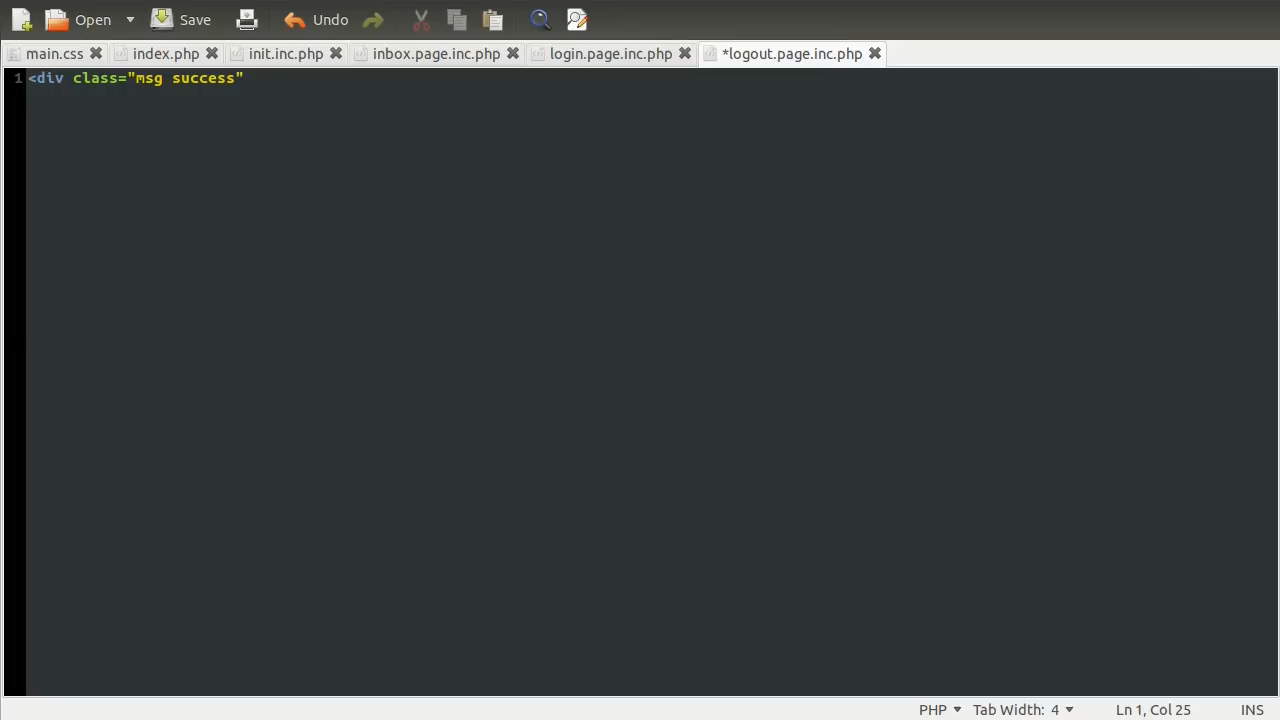 Open Save Undo
main.css index.php init.inc.php inbox.page.inc.php login.page.inc.php *logout.page.inc.php
1 <div class="msg success"
PHP Tab Width: 4 Ln 1, Col 25 INS